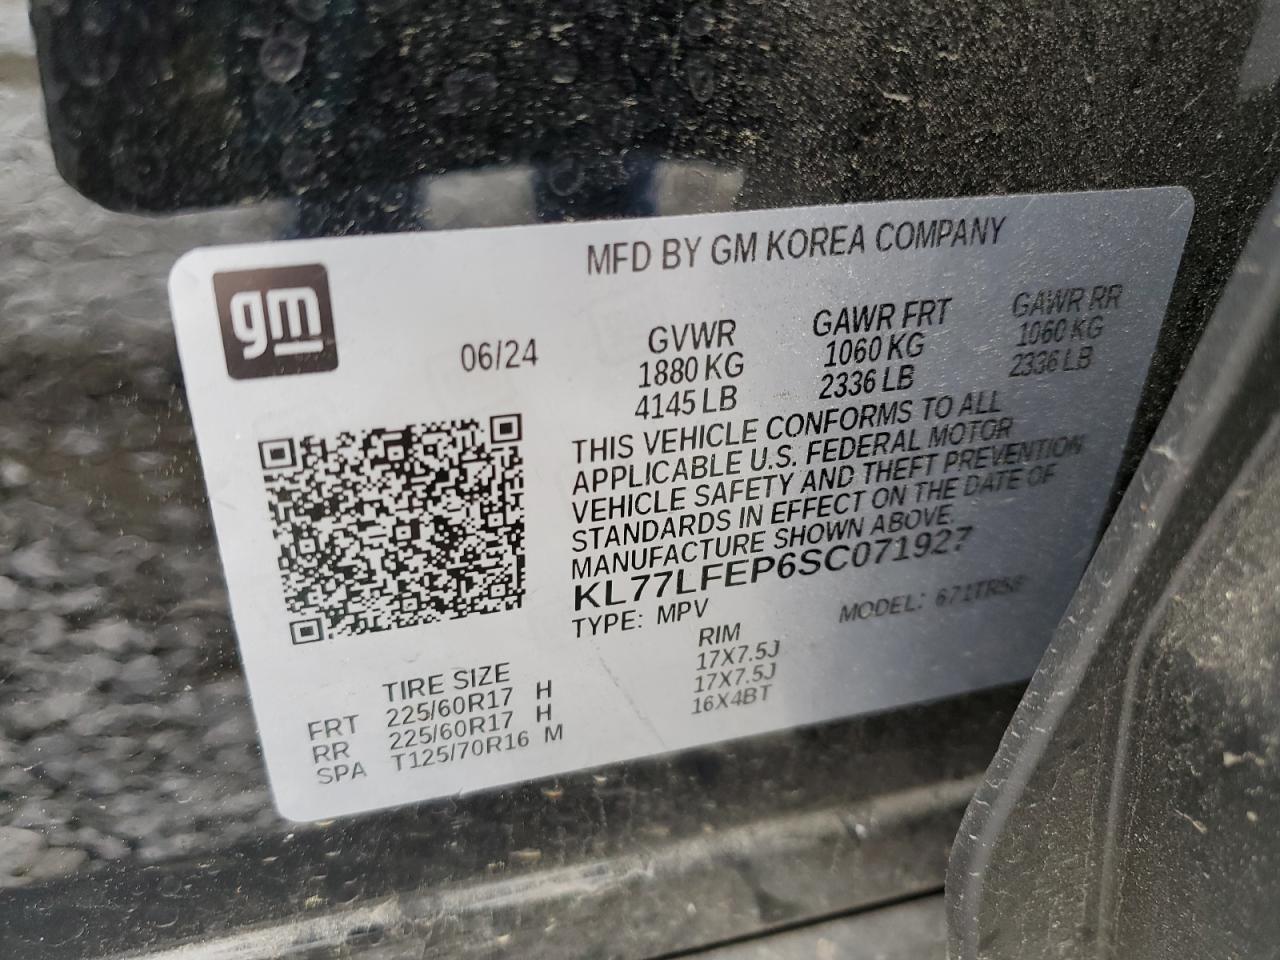 MFD BY GM KOREA COMPANY
gm
06/24
GVWR
1880 KG
4145 LB
GAWR FRT
1060 KG
2336 LB
GAWR RR
1060 KG
2336 LB
THIS VEHICLE CONFORMS TO ALL
APPLICABLE U.S. FEDERAL MOTOR
VEHICLE SAFETY AND THEFT PREVENTION
STANDARDS IN EFFECT ON THE DATE OF
MANUFACTURE SHOWN ABOVE.
KL77LFEP6SC071927
TYPE: MPV
MODEL:
TIRE SIZE RIM
FRT 225/60R17 H 17X7.5J
RR 225/60R17 H 17X7.5J
SPA T125/70R16 M 16X4BT